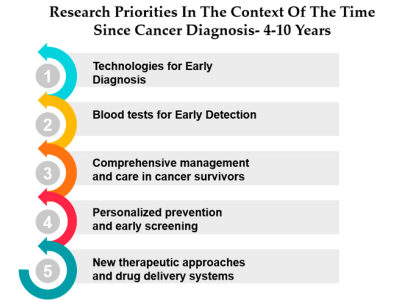 Research Priorities In The Context Of The Time
Since Cancer Diagnosis- 4-10 Years
1
Technologies for Early
Diagnosis
2
Blood tests for Early Detection
3
Comprehensive management
and care in cancer survivors
4
Personalized prevention
and early screening
5
New therapeutic approaches
and drug delivery systems